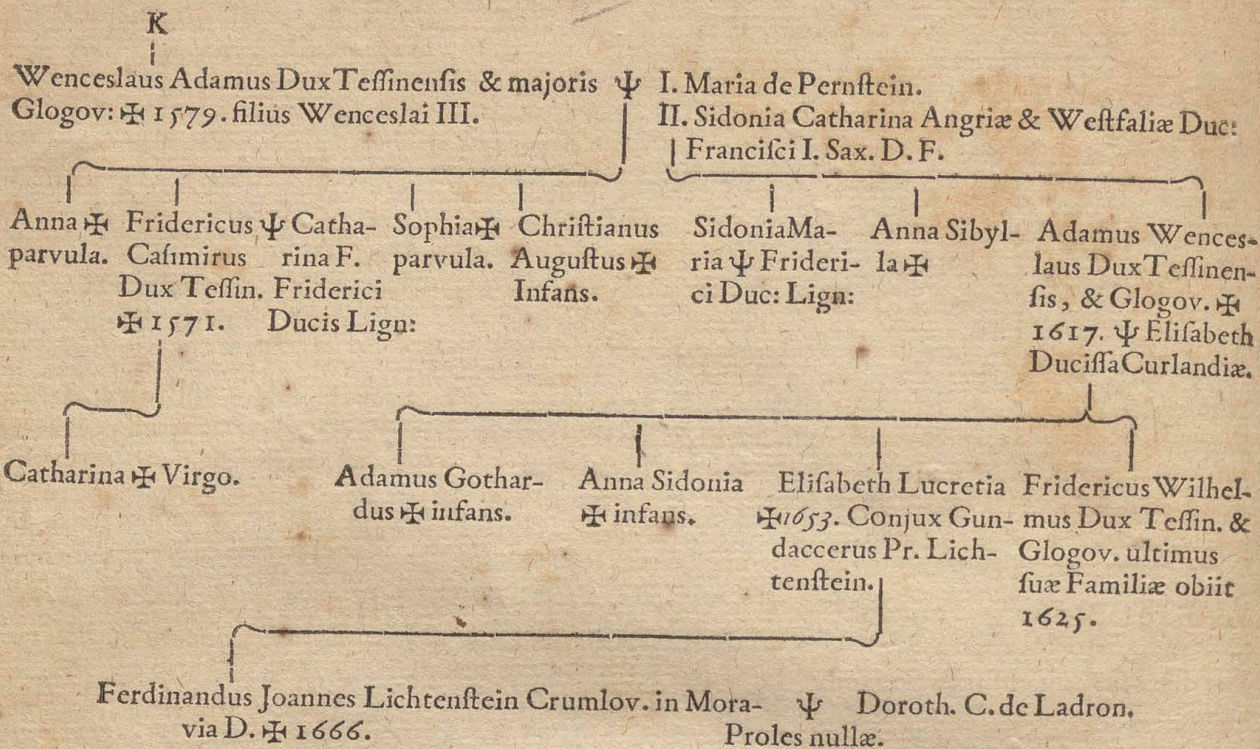 K
Wenceslaus Adamus Dux Teſſinenſis & majoris Ψ I. Maria de Pernſtein.
Glogov: ✠ 1579. filius Wenceslai III.
II. Sidonia Catharina Angriæ & Weſtfaliæ Duc:
Franciſci I. Sax. D. F.
Anna ✠
parvula.
Fridericus Ψ Catha-
Caſimirus rina F.
Dux Teſſin. Friderici
✠ 1571. Ducis Lign:
Sophia ✠
parvula.
Chriſtianus
Auguſtus ✠
Infans.
Sidonia Ma-
ria Ψ Frideri-
ci Duc: Lign:
Anna Sibyl-
la ✠
Adamus Wences-
laus Dux Teſſinen-
ſis, & Glogov. ✠
1617. Ψ Eliſabeth
Duciſſa Curlandiæ.
Catharina ✠ Virgo.
Adamus Gothar-
dus ✠ infans.
Anna Sidonia
✠ infans.
Eliſabeth Lucretia
✠ 1653. Conjux Gun-
daccerus Pr. Lich-
tenſtein.
Fridericus Wilhel-
mus Dux Teſſin. &
Glogov. ultimus
ſuæ Familiæ obiit
1625.
Ferdinandus Joannes Lichtenſtein Crumlov. in Mora- Ψ Doroth. C. de Ladron.
via D. ✠ 1666. Proles nullæ.